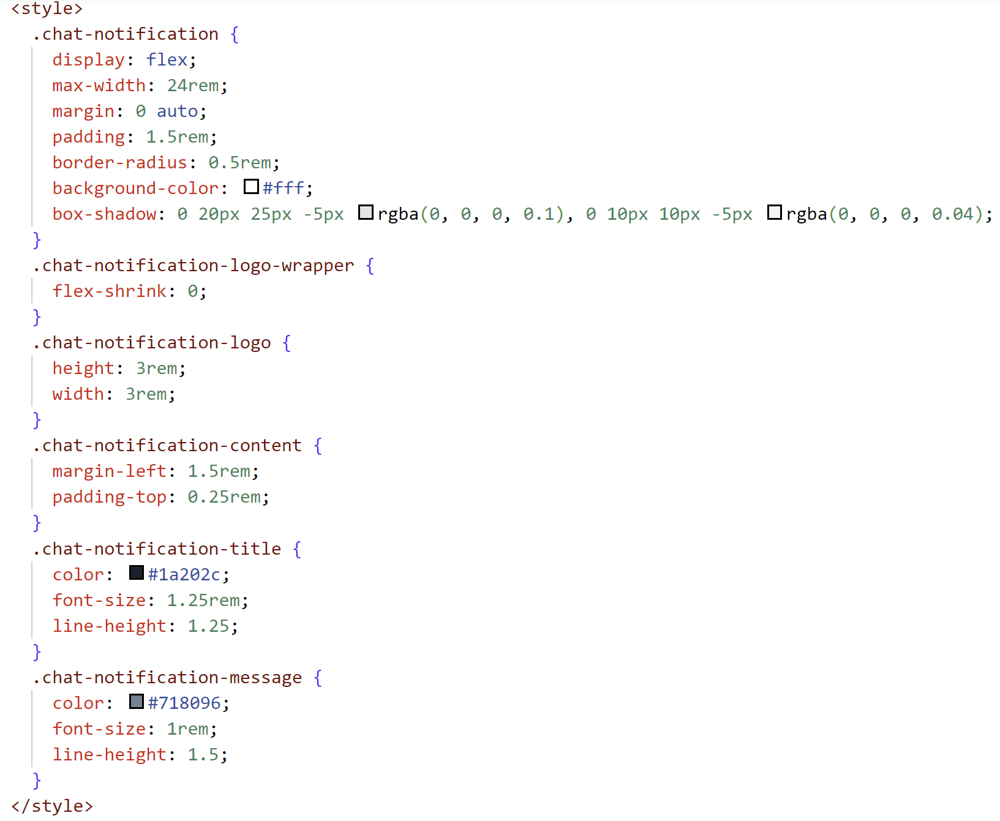 <style>
.chat-notification {
display: flex;
max-width: 24rem;
margin: 0 auto;
padding: 1.5rem;
border-radius: 0.5rem;
background-color: #fff;
box-shadow: 0 20px 25px -5px rgba(0, 0, 0, 0.1), 0 10px 10px -5px rgba(0, 0, 0, 0.04);
}
.chat-notification-logo-wrapper {
flex-shrink: 0;
}
.chat-notification-logo {
height: 3rem;
width: 3rem;
}
.chat-notification-content {
margin-left: 1.5rem;
padding-top: 0.25rem;
}
.chat-notification-title {
color: #1a202c;
font-size: 1.25rem;
line-height: 1.25;
}
.chat-notification-message {
color: #718096;
font-size: 1rem;
line-height: 1.5;
}
</style>